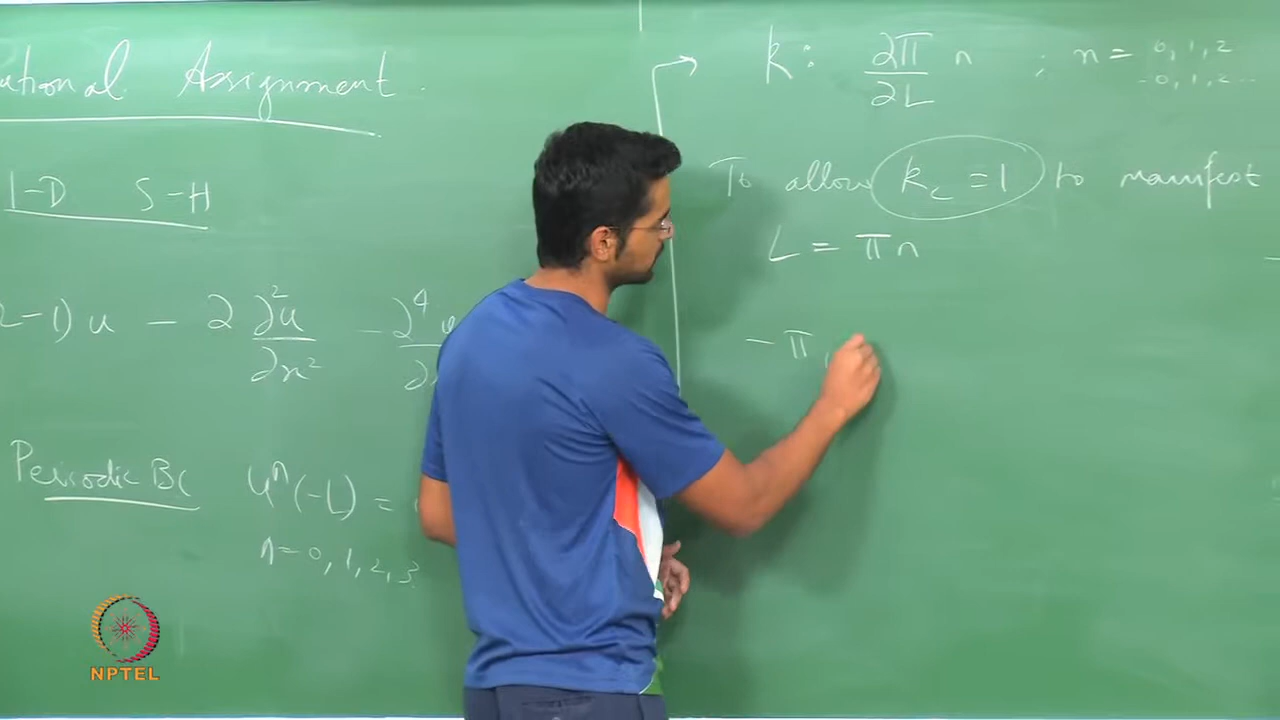 utional Assignment.
1-D S-H
2-1) u - 2 ∂²u/∂x² - ∂⁴u/∂
Periodic BC uⁿ(-L) =
n=0,1,2,3
k: 2π/2L n ; n = 0,1,2
-0,1,2...
To allow k_c = 1 to manifest
L = πn
-π,
NPTEL